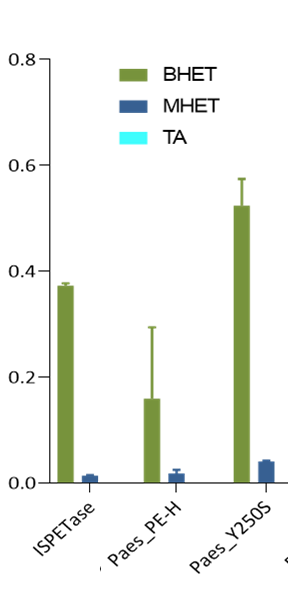 0.8
BHET
MHET
TA
0.6
0.4
0.2
0.0
ISPETase
Paes_PE-H
Paes_Y250S